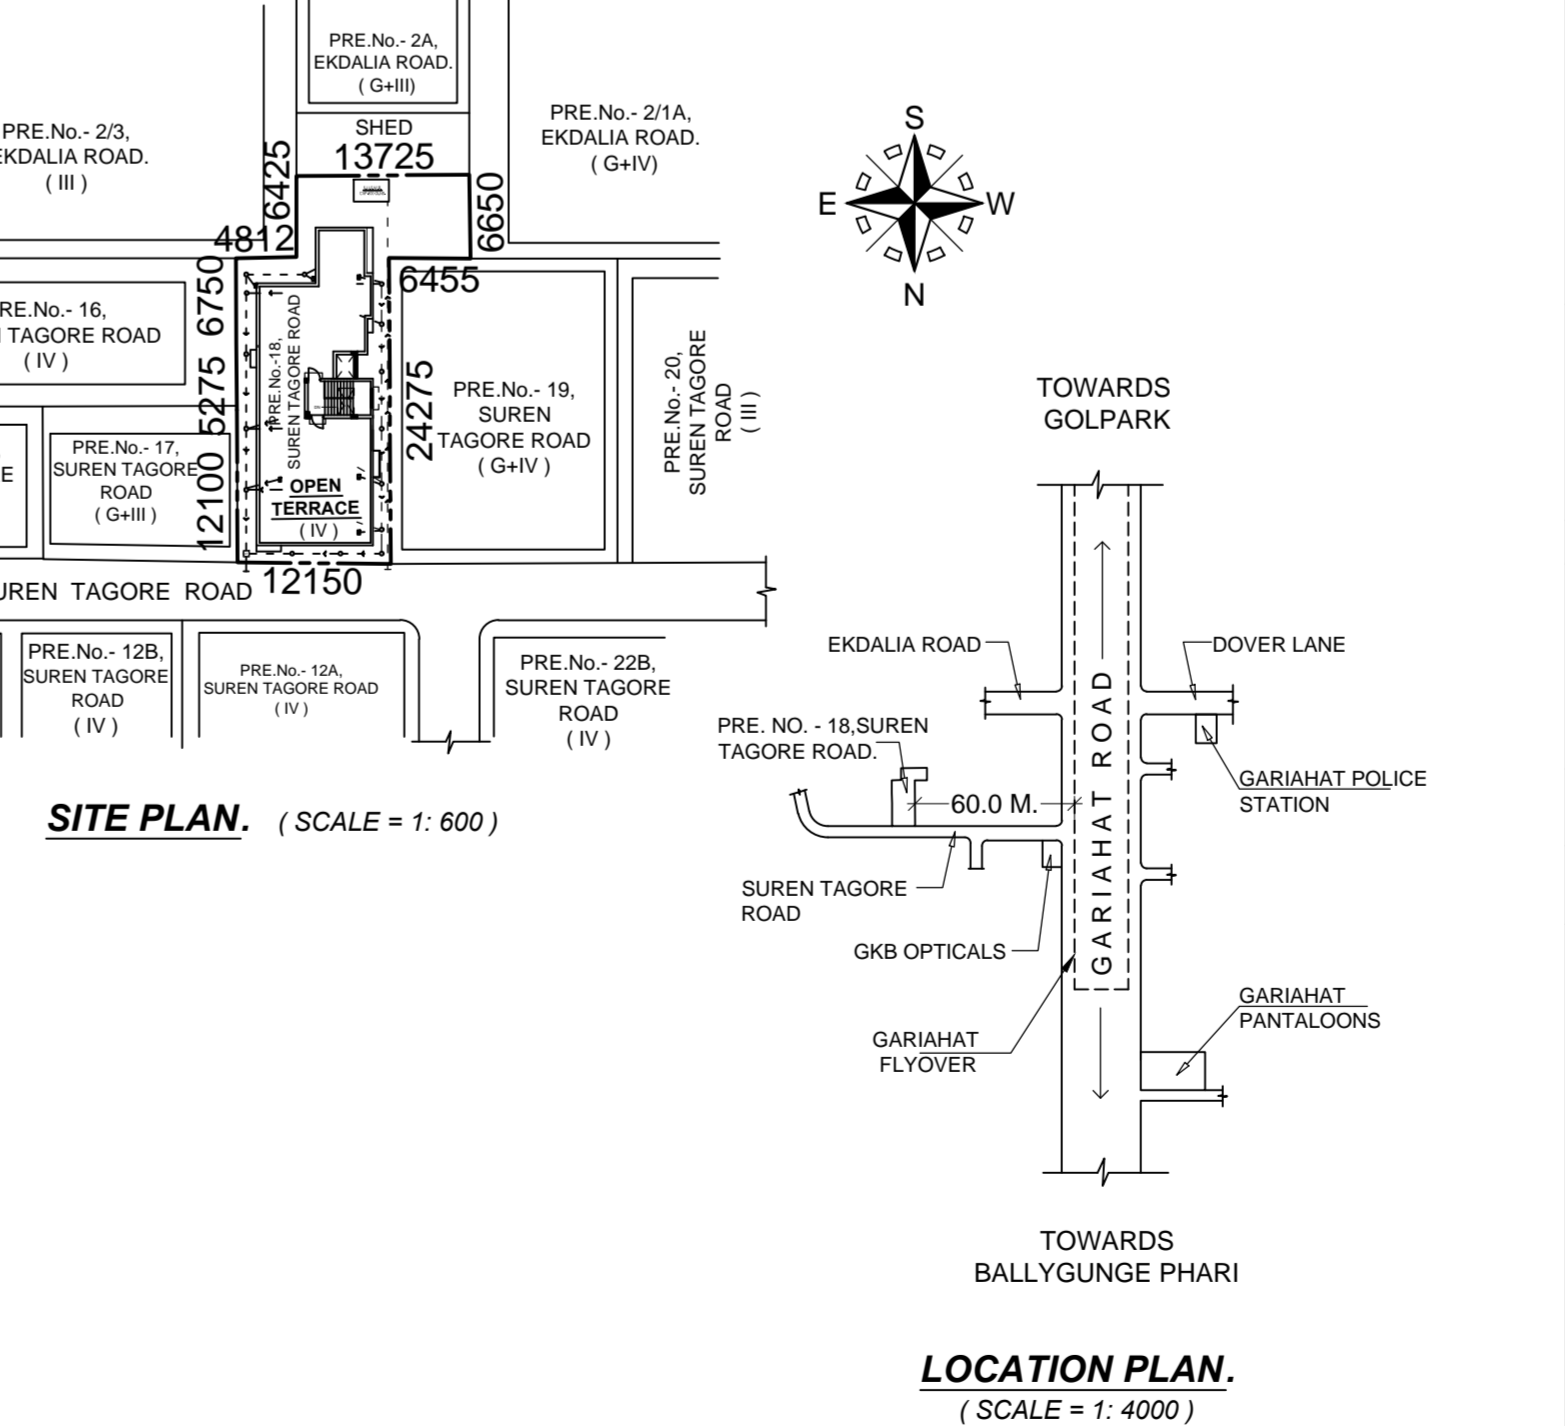 PRE.No.- 2A,
EKDALIA ROAD.
( G+III)
SHED
13725
PRE.No.- 2/3,
EKDALIA ROAD.
( III )
PRE.No.- 2/1A,
EKDALIA ROAD.
( G+IV)
6425
4812
6650
6455
6750
5275
12100
24275
12150
RE.No.- 16,
TAGORE ROAD
( IV )
PRE.No.- 17,
SUREN TAGORE
ROAD
( G+III )
E
PRE.No.-18,
SUREN TAGORE ROAD
OPEN
TERRACE
( IV )
PRE.No.- 19,
SUREN
TAGORE ROAD
( G+IV )
PRE.No.- 20,
SUREN TAGORE
ROAD
( III )
UREN TAGORE ROAD
PRE.No.- 12B,
SUREN TAGORE
ROAD
( IV )
PRE.No.- 12A,
SUREN TAGORE ROAD
( IV )
PRE.No.- 22B,
SUREN TAGORE
ROAD
( IV )
SITE PLAN. ( SCALE = 1: 600 )
S
E
W
N
TOWARDS
GOLPARK
EKDALIA ROAD
DOVER LANE
PRE. NO. - 18,SUREN
TAGORE ROAD.
60.0 M.
GARIAHAT ROAD
GARIAHAT POLICE
STATION
SUREN TAGORE
ROAD
GKB OPTICALS
GARIAHAT
FLYOVER
GARIAHAT
PANTALOONS
TOWARDS
BALLYGUNGE PHARI
LOCATION PLAN.
( SCALE = 1: 4000 )